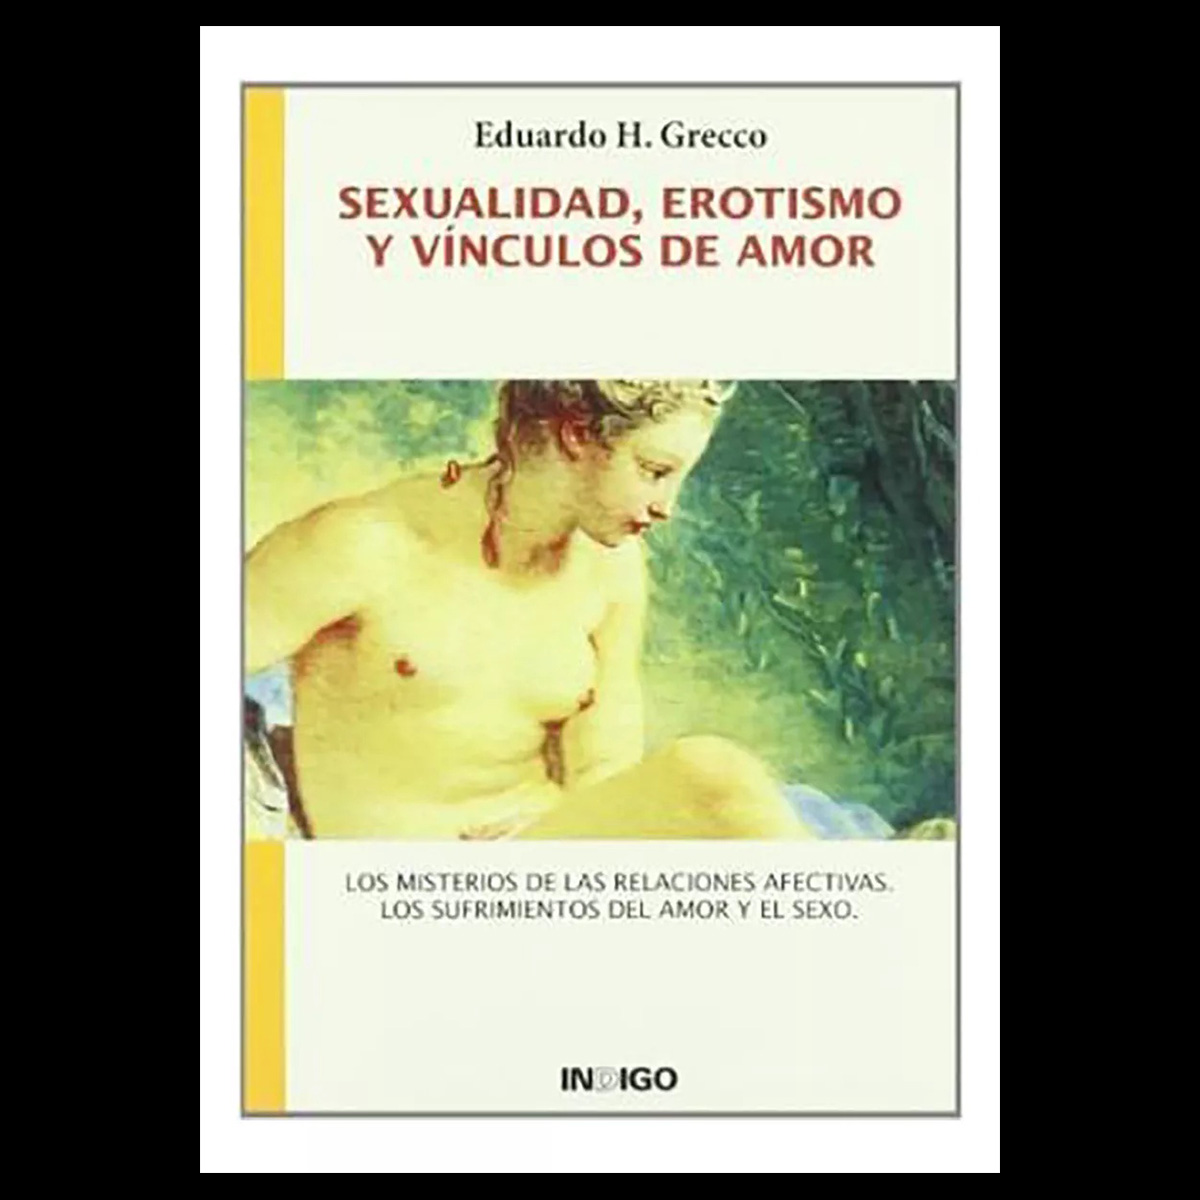 Eduardo H. Grecco
SEXUALIDAD, EROTISMO
Y VÍNCULOS DE AMOR
LOS MISTERIOS DE LAS RELACIONES AFECTIVAS.
LOS SUFRIMIENTOS DEL AMOR Y EL SEXO.
INDIGO